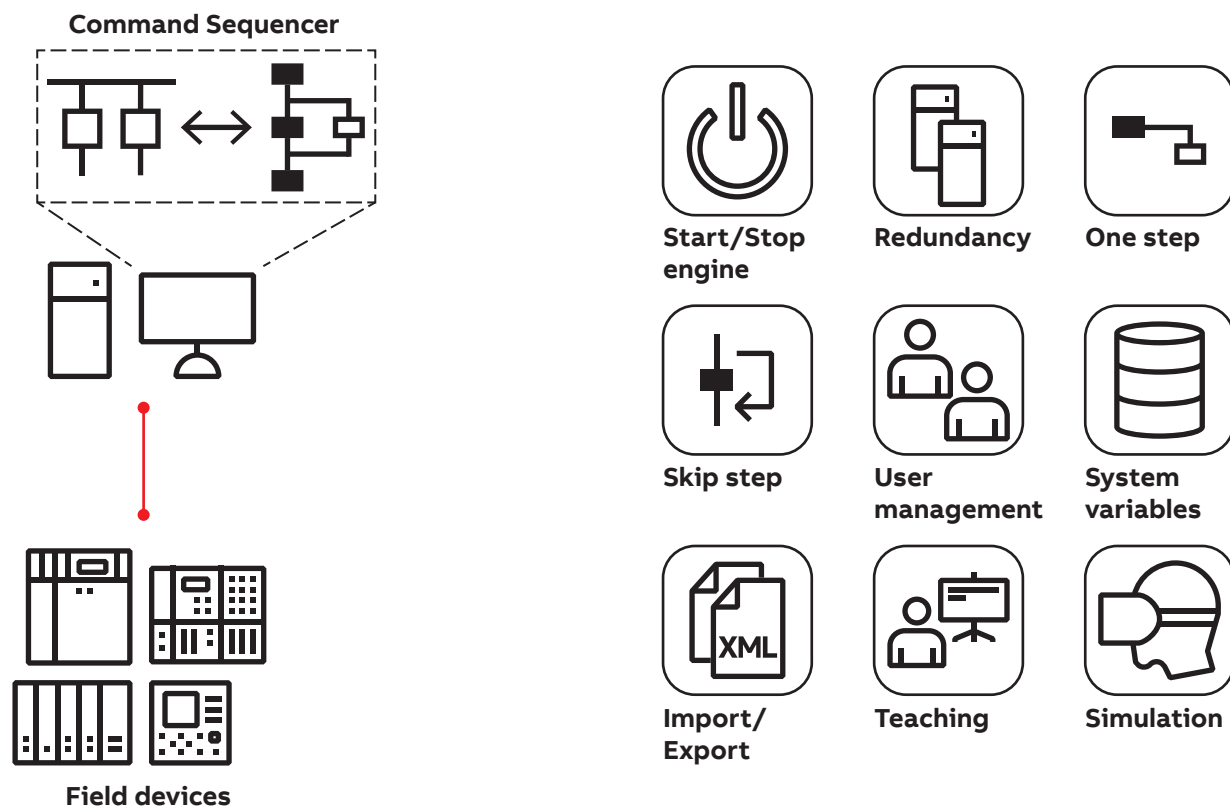 Command Sequencer
Start/Stop
engine
Redundancy
One step
Skip step
User
management
System
variables
XML
Import/
Export
Teaching
Simulation
Field devices